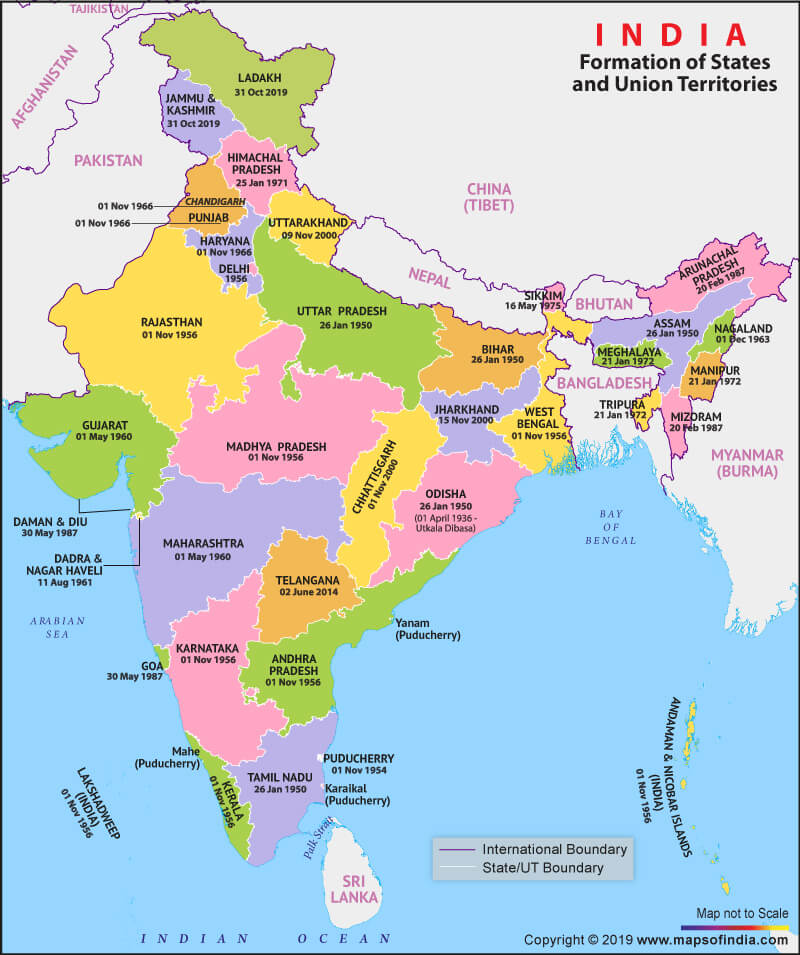 TAJIKISTAN
INDIA
Formation of States
and Union Territories
AFGHANISTAN
LADAKH
31 Oct 2019
JAMMU &
KASHMIR
31 Oct 2019
PAKISTAN
HIMACHAL
PRADESH
25 Jan 1971
CHINA
(TIBET)
CHANDIGARH
01 Nov 1966
PUNJAB
01 Nov 1966
UTTARAKHAND
09 Nov 2000
HARYANA
01 Nov 1966
DELHI
1956
NEPAL
ARUNACHAL
PRADESH
20 Feb 1987
SIKKIM
16 May 1975
BHUTAN
RAJASTHAN
01 Nov 1956
UTTAR PRADESH
26 Jan 1950
ASSAM
26 Jan 1950
NAGALAND
01 Dec 1963
BIHAR
26 Jan 1950
MEGHALAYA
21 Jan 1972
MANIPUR
21 Jan 1972
BANGLADESH
TRIPURA
21 Jan 1972
MIZORAM
20 Feb 1987
GUJARAT
01 May 1960
JHARKHAND
15 Nov 2000
WEST
BENGAL
01 Nov 1956
MADHYA PRADESH
01 Nov 1956
CHHATTISGARH
01 Nov 2000
MYANMAR
(BURMA)
ODISHA
26 Jan 1950
(01 April 1936 -
Utkala Dibasa)
DAMAN & DIU
30 May 1987
BAY
OF
BENGAL
MAHARASHTRA
01 May 1960
DADRA &
NAGAR HAVELI
11 Aug 1961
TELANGANA
02 June 2014
ARABIAN
SEA
Yanam
(Puducherry)
KARNATAKA
01 Nov 1956
GOA
30 May 1987
ANDHRA
PRADESH
01 Nov 1956
Mahe
(Puducherry)
PUDUCHERRY
01 Nov 1954
TAMIL NADU
26 Jan 1950
Karaikal
(Puducherry)
KERALA
01 Nov 1956
LAKSHADWEEP
(INDIA)
01 Nov 1956
ANDAMAN & NICOBAR ISLANDS
(INDIA)
01 Nov 1956
Palk Strait
International Boundary
State/UT Boundary
SRI
LANKA
Map not to Scale
INDIAN OCEAN
Copyright © 2019 www.mapsofindia.com